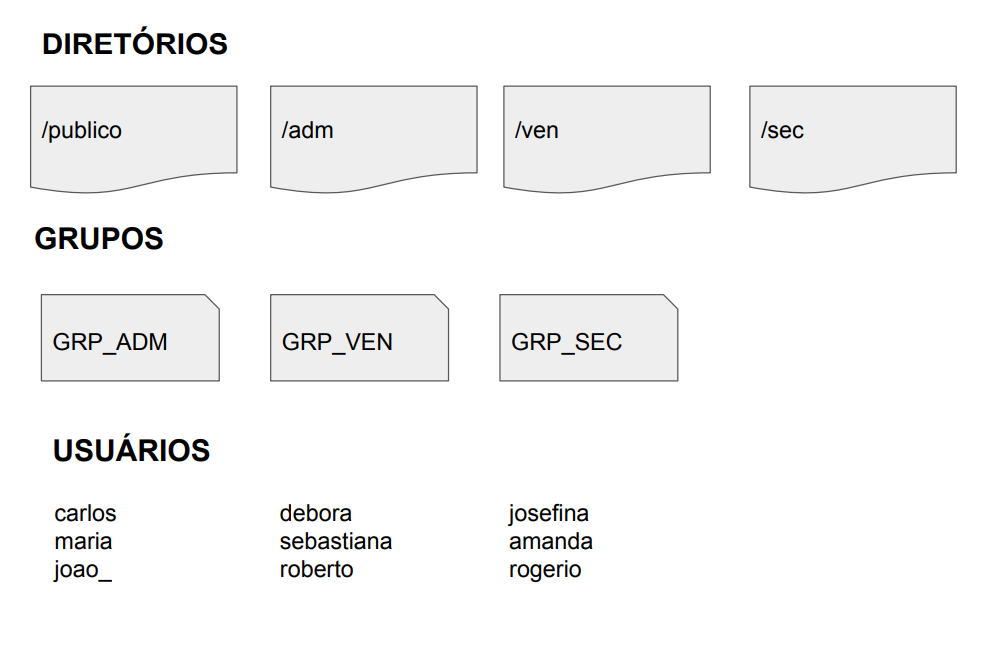 DIRETÓRIOS
/publico
/adm
/ven
/sec
GRUPOS
GRP_ADM
GRP_VEN
GRP_SEC
USUÁRIOS
carlos
maria
joao_
debora
sebastiana
roberto
josefina
amanda
rogerio